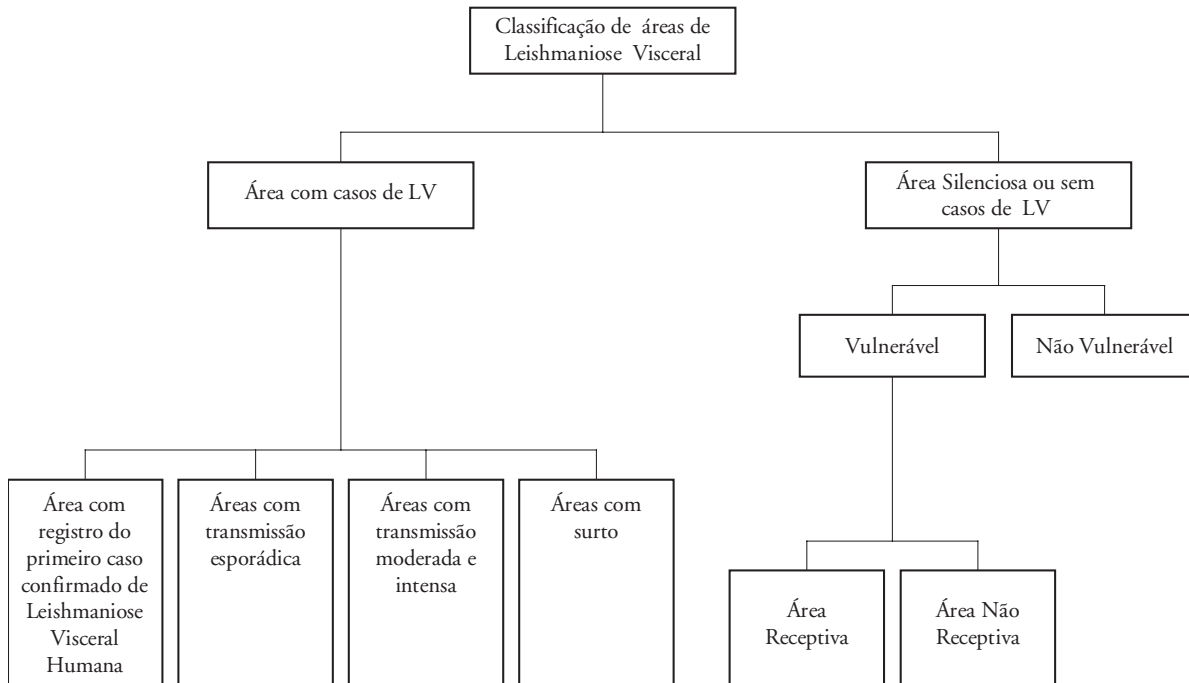 Classificação de áreas de
Leishmaniose Visceral
Área com casos de LV
Área Silenciosa ou sem
casos de LV
Vulnerável
Não Vulnerável
Área com
registro do
primeiro caso
confirmado de
Leishmaniose
Visceral
Humana
Áreas com
transmissão
esporádica
Áreas com
transmissão
moderada e
intensa
Áreas com
surto
Área
Receptiva
Área Não
Receptiva